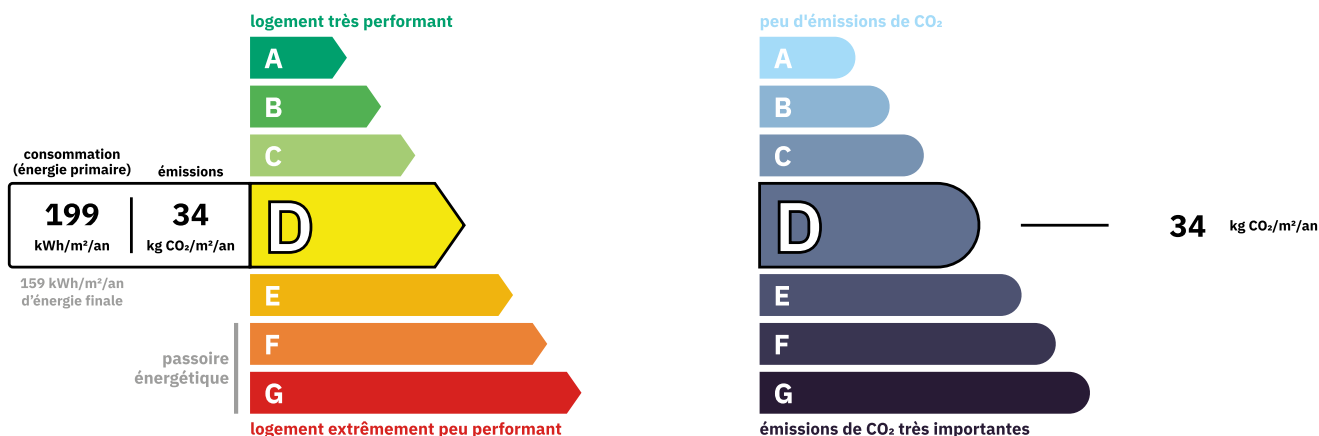 logement très performant
A
B
C
consommation
(énergie primaire)
émissions
199
kWh/m²/an
34
kg CO₂/m²/an
D
159 kWh/m²/an
d'énergie finale
E
passoire
énergétique
F
G
logement extrêmement peu performant
peu d'émissions de CO₂
A
B
C
D
34 kg CO₂/m²/an
E
F
G
émissions de CO₂ très importantes